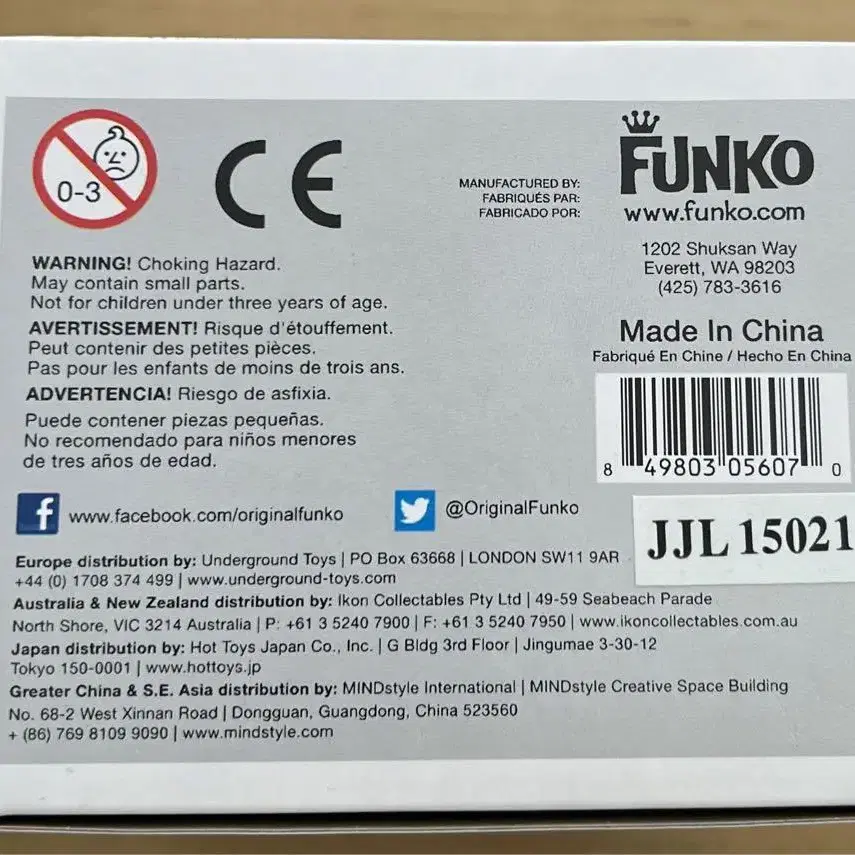 0-3
CE
MANUFACTURED BY:
FABRIQUÉS PAR:
FABRICADO POR:
FUNKO
www.funko.com
1202 Shuksan Way
Everett, WA 98203
(425) 783-3616
WARNING! Choking Hazard.
May contain small parts.
Not for children under three years of age.
AVERTISSEMENT! Risque d'étouffement.
Peut contenir des petites pièces.
Pas pour les enfants de moins de trois ans.
ADVERTENCIA! Riesgo de asfixia.
Puede contener piezas pequeñas.
No recomendado para niños menores
de tres años de edad.
Made In China
Fabriqué En Chine / Hecho En China
8 49803 05607 0
f www.facebook.com/originalfunko
@OriginalFunko
JJL 15021
Europe distribution by: Underground Toys | PO Box 63668 | LONDON SW11 9AR
+44 (0) 1708 374 499 | www.underground-toys.com
Australia & New Zealand distribution by: Ikon Collectables Pty Ltd | 49-59 Seabeach Parade
North Shore, VIC 3214 Australia | P: +61 3 5240 7900 | F: +61 3 5240 7950 | www.ikoncollectables.com.au
Japan distribution by: Hot Toys Japan Co., Inc. | G Bldg 3rd Floor | Jingumae 3-30-12
Tokyo 150-0001 | www.hottoys.jp
Greater China & S.E. Asia distribution by: MINDstyle International | MINDstyle Creative Space Building
No. 68-2 West Xinnan Road | Dongguan, Guangdong, China 523560
+ (86) 769 8109 9090 | www.mindstyle.com